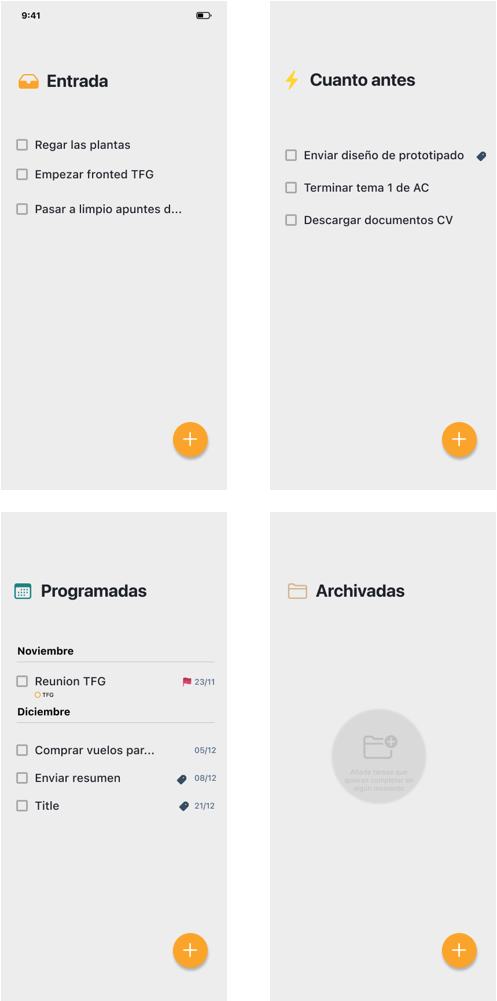 9:41
Entrada
Regar las plantas
Empezar fronted TFG
Pasar a limpio apuntes d...
Cuanto antes
Enviar diseño de prototipado
Terminar tema 1 de AC
Descargar documentos CV
Programadas
Noviembre
Reunion TFG 23/11
TFG
Diciembre
Comprar vuelos par... 05/12
Enviar resumen 08/12
Title 21/12
Archivadas
Añade tareas que
quieras completar en
algún momento